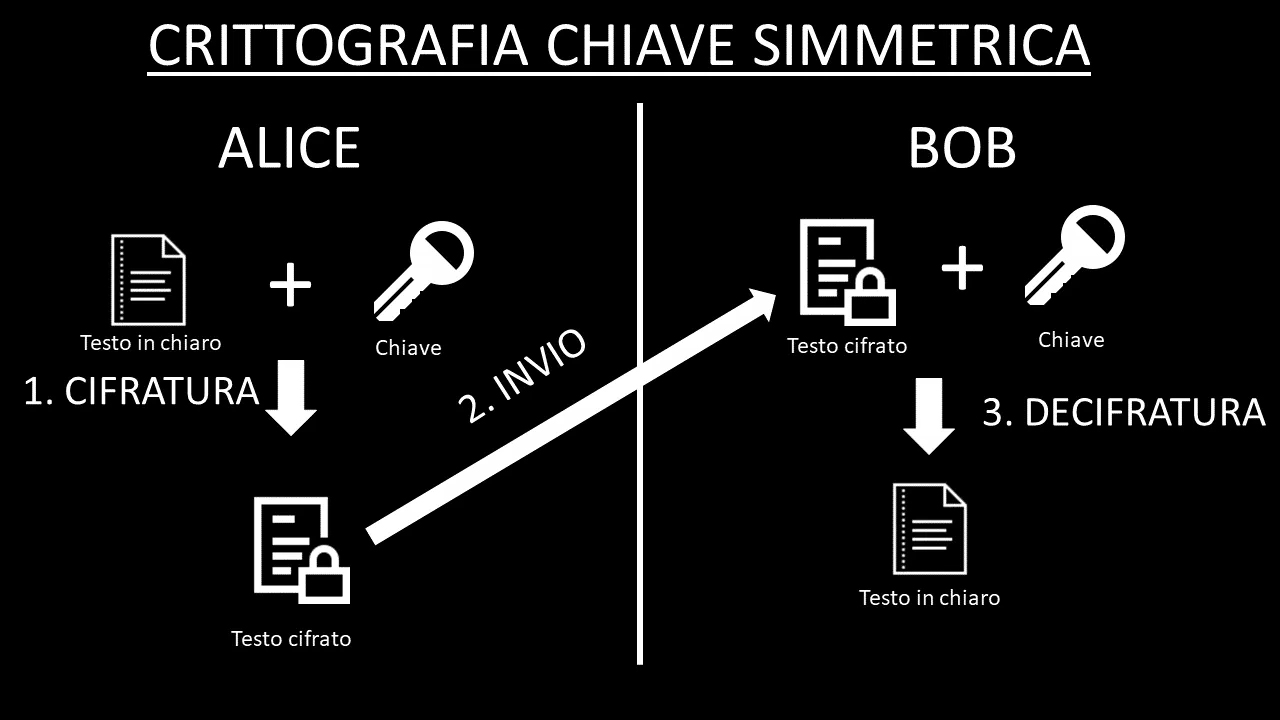 CRITTOGRAFIA CHIAVE SIMMETRICA
ALICE
Testo in chiaro
+
Chiave
1. CIFRATURA
Testo cifrato
2. INVIO
BOB
Testo cifrato
+
Chiave
3. DECIFRATURA
Testo in chiaro